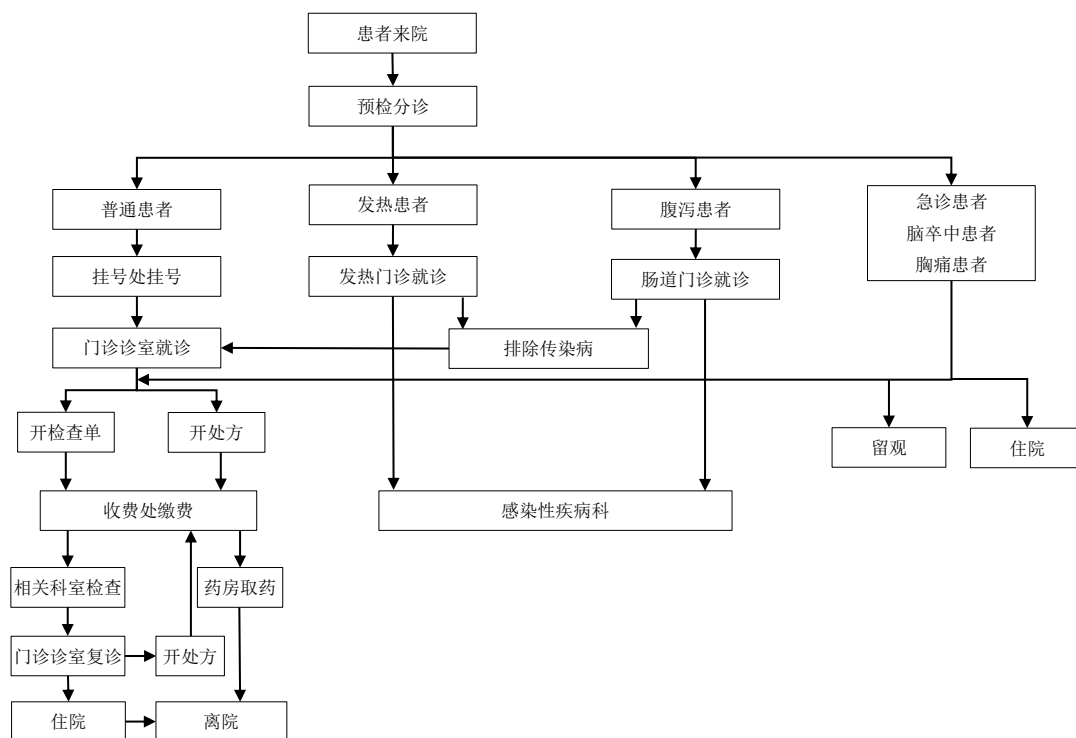 患者来院
预检分诊
普通患者
发热患者
腹泻患者
急诊患者
脑卒中患者
胸痛患者
挂号处挂号
发热门诊就诊
肠道门诊就诊
门诊诊室就诊
排除传染病
开检查单
开处方
留观
住院
收费处缴费
感染性疾病科
相关科室检查
药房取药
门诊诊室复诊
开处方
住院
离院